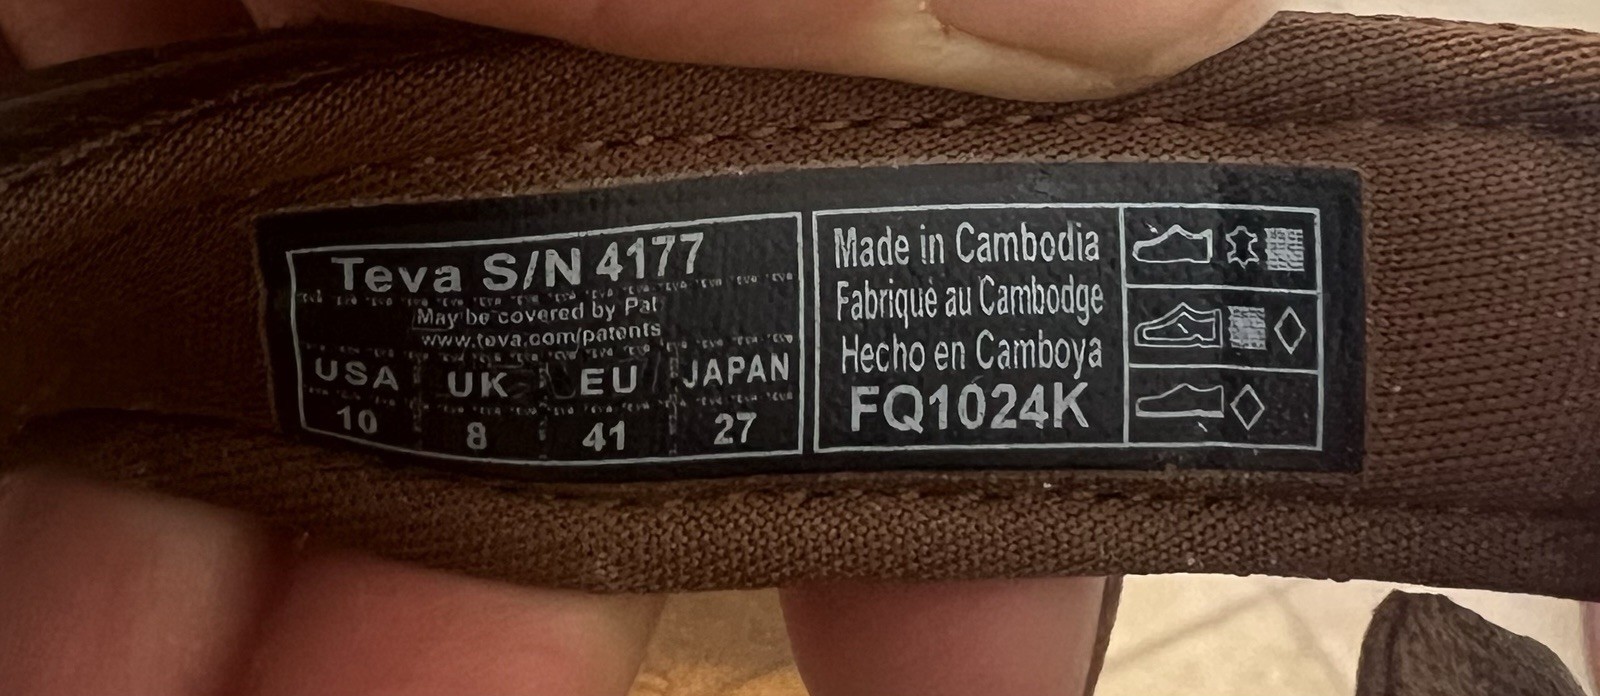 Teva S/N 4177
May be covered by Pat
www.teva.com/patents
USA UK EU JAPAN
10 8 41 27
Made in Cambodia
Fabriqué au Cambodge
Hecho en Camboya
FQ1024K